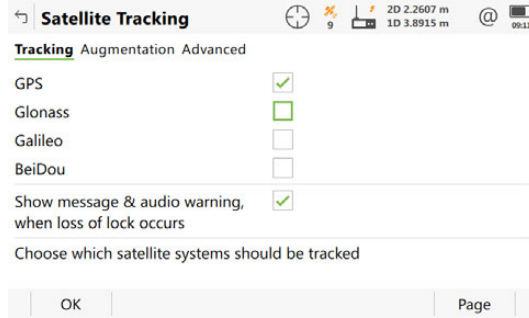 Satellite Tracking
9
2D 2.2607 m
1D 3.8915 m
@
Tracking Augmentation Advanced
GPS
Glonass
Galileo
BeiDou
Show message & audio warning,
when loss of lock occurs
Choose which satellite systems should be tracked
OK
Page